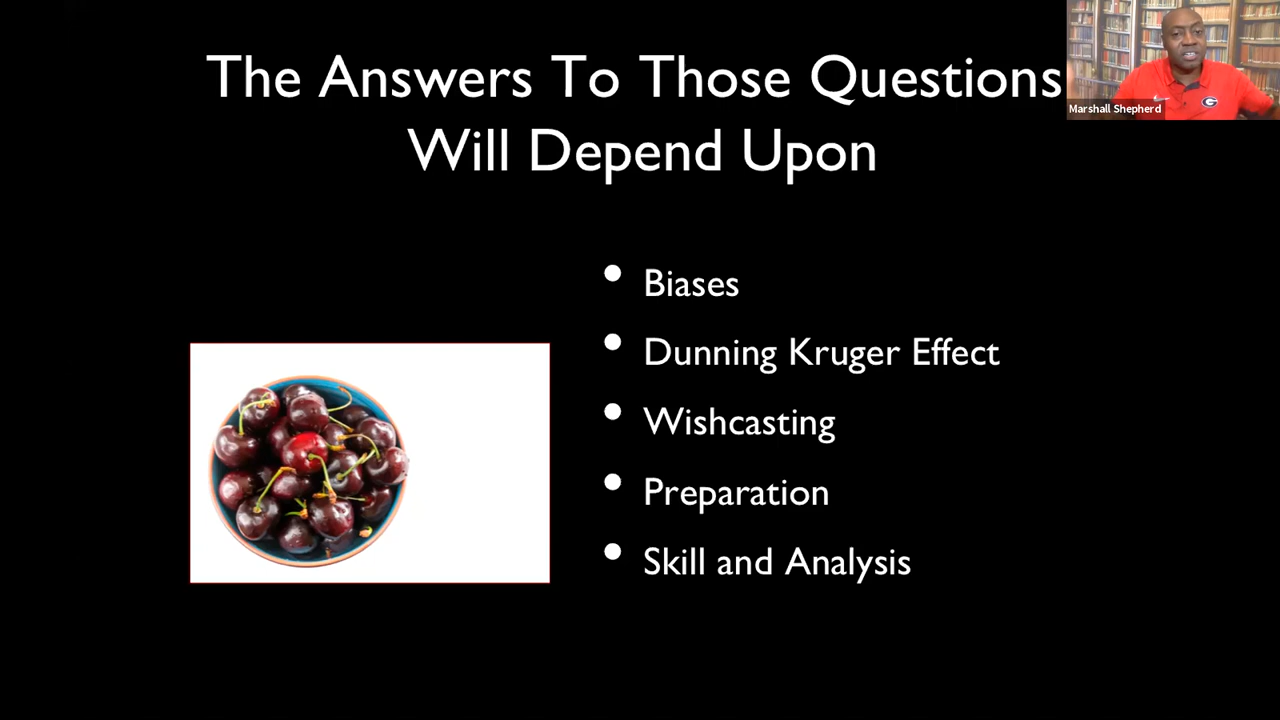 The Answers To Those Questions
Will Depend Upon
Marshall Shepherd
• Biases
• Dunning Kruger Effect
• Wishcasting
• Preparation
• Skill and Analysis